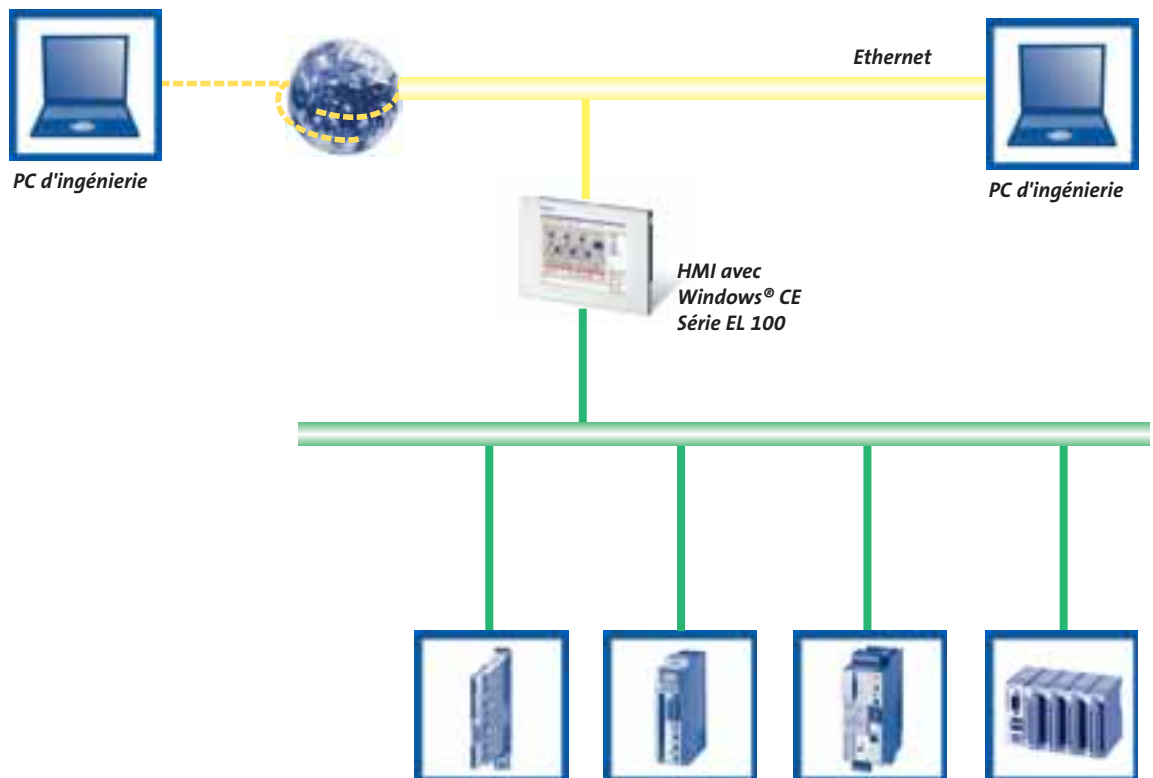 Ethernet
PC d'ingénierie
PC d'ingénierie
HMI avec
Windows® CE
Série EL 100